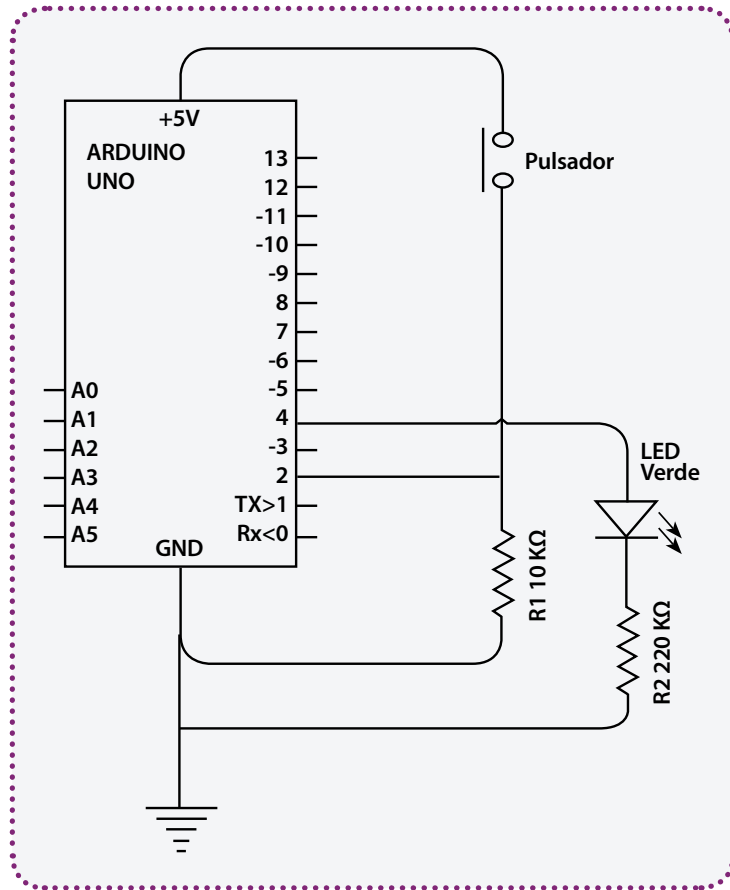 +5V
ARDUINO
UNO
13
12
-11
-10
-9
8
7
-6
-5
4
-3
2
TX>1
Rx<0
A0
A1
A2
A3
A4
A5
GND
Pulsador
LED
Verde
R1 10 KΩ
R2 220 KΩ